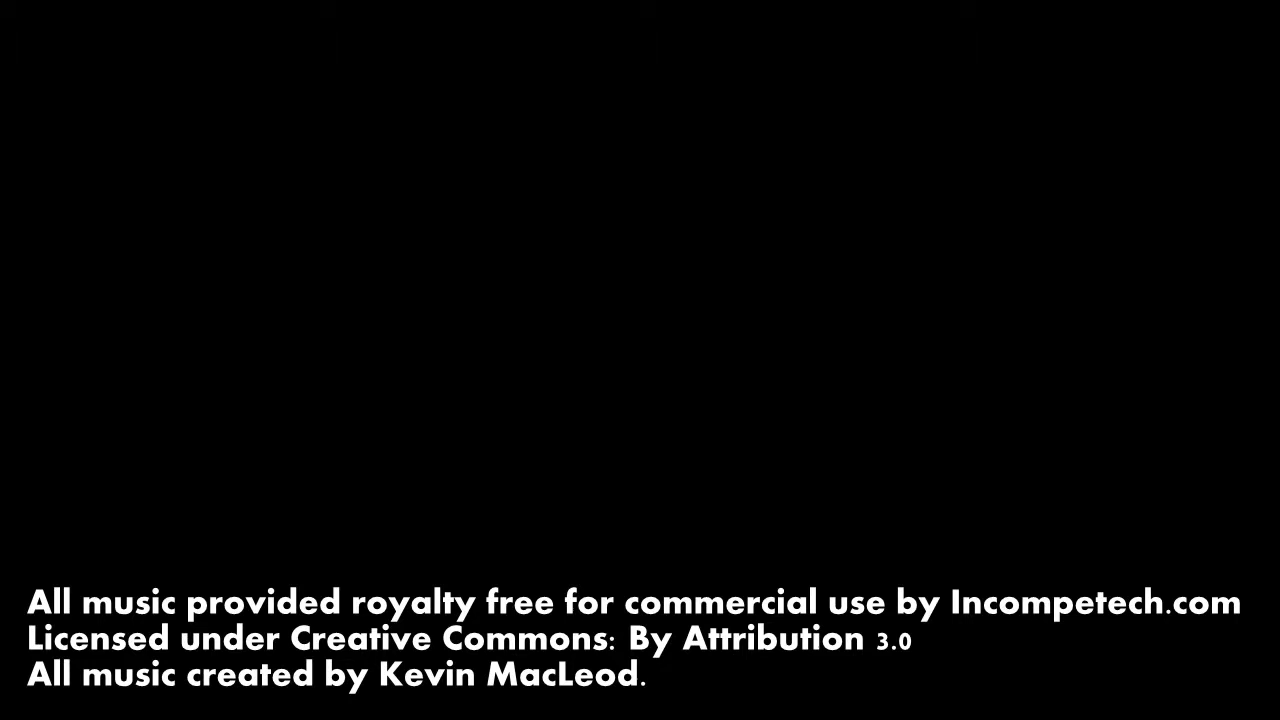 All music provided royalty free for commercial use by Incompetech.com
Licensed under Creative Commons: By Attribution 3.0
All music created by Kevin MacLeod.